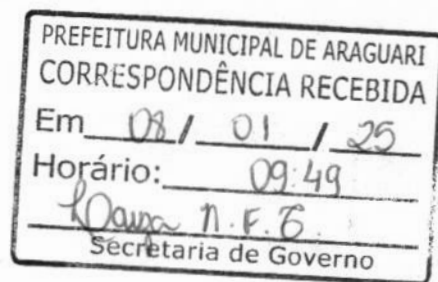 PREFEITURA MUNICIPAL DE ARAGUARI
CORRESPONDÊNCIA RECEBIDA
Em 08 / 01 / 25
Horário: 09:49
n.F.
Secretaria de Governo